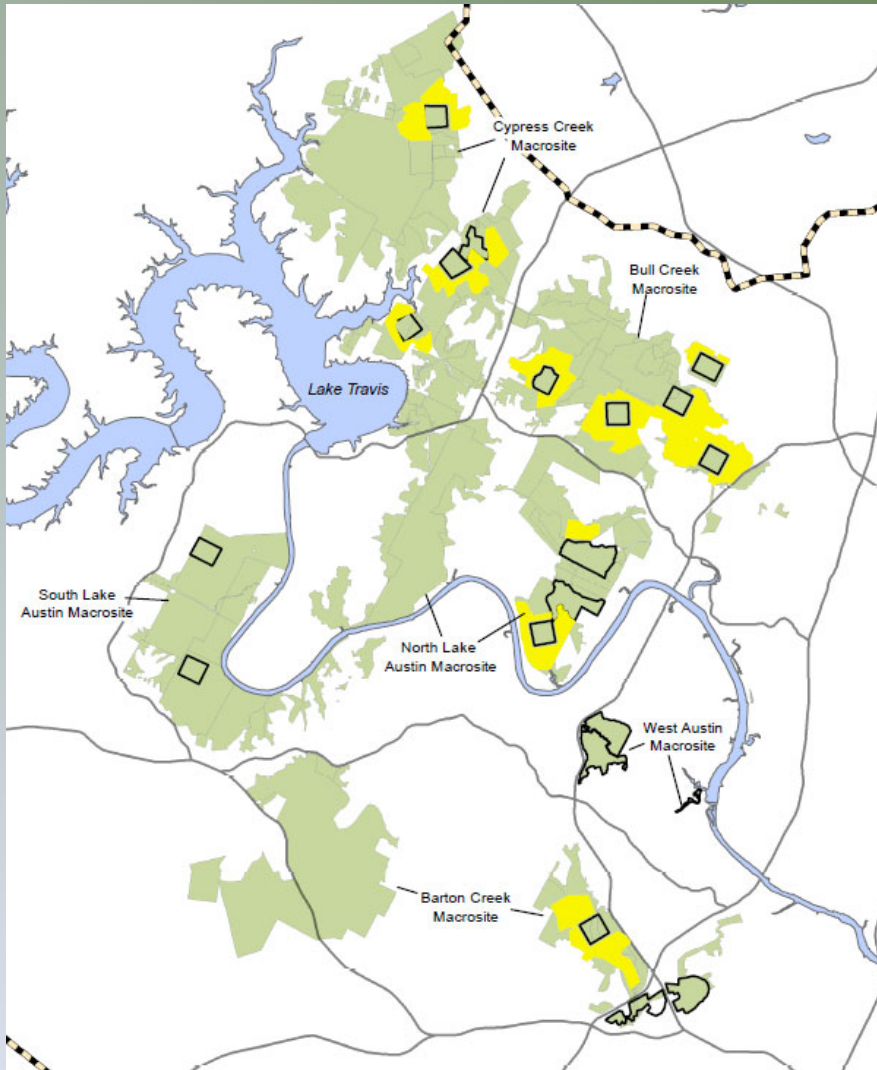 Cypress Creek
Macrosite
Bull Creek
Macrosite
Lake Travis
South Lake
Austin Macrosite
North Lake
Austin Macrosite
West Austin
Macrosite
Barton Creek
Macrosite